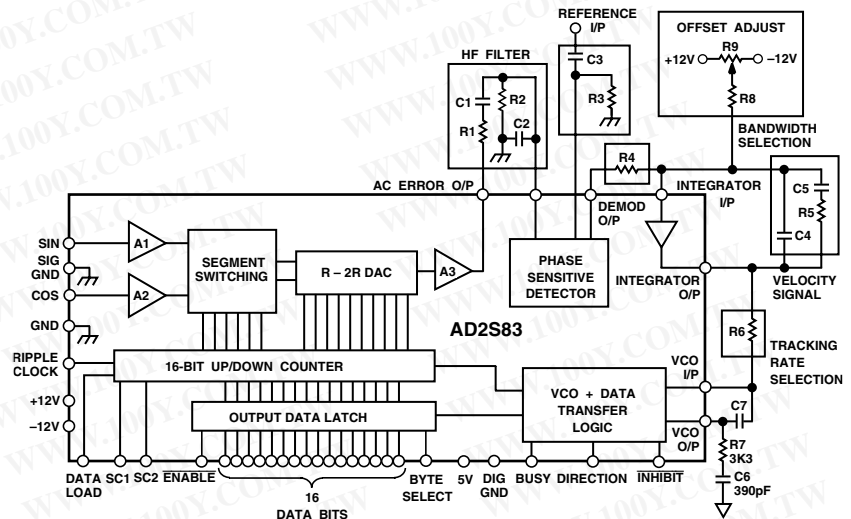 REFERENCE
I/P
OFFSET ADJUST
R9
+12V
–12V
R8
HF FILTER
C1
R2
R1
C2
C3
R3
BANDWIDTH
SELECTION
R4
AC ERROR O/P
DEMOD
O/P
INTEGRATOR
I/P
C5
R5
C4
SIN
A1
SIG
GND
COS
A2
SEGMENT
SWITCHING
R – 2R DAC
A3
PHASE
SENSITIVE
DETECTOR
INTEGRATOR
O/P
VELOCITY
SIGNAL
GND
AD2S83
R6
TRACKING
RATE
SELECTION
RIPPLE
CLOCK
16-BIT UP/DOWN COUNTER
VCO + DATA
TRANSFER
LOGIC
VCO
I/P
+12V
–12V
OUTPUT DATA LATCH
C7
VCO
O/P
R7
3K3
C6
390pF
DATA
LOAD
SC1
SC2
ENABLE
16
DATA BITS
BYTE
SELECT
5V
DIG
GND
BUSY
DIRECTION
INHIBIT
WWW.100Y.COM.TW